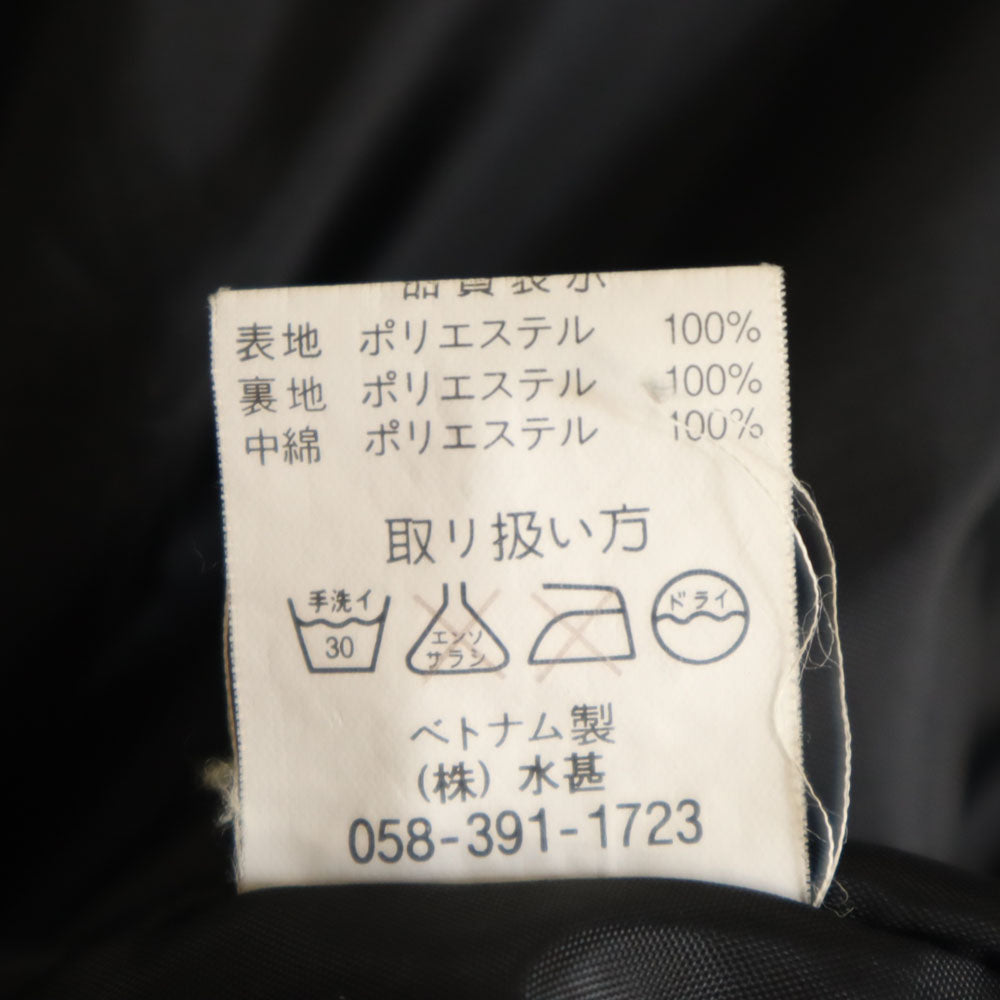 品質表示
表地 ポリエステル 100%
裏地 ポリエステル 100%
中綿 ポリエステル 100%
取り扱い方
手洗イ
30
エンソ
サラシ
ドライ
ベトナム製
(株) 水甚
058-391-1723